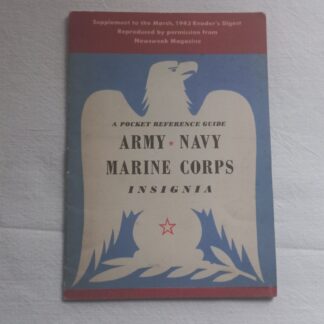 Supplement to the March, 1943 Reader's Digest
Reproduced by permission from
Newsweek Magazine
A POCKET REFERENCE GUIDE
ARMY ★ NAVY
MARINE CORPS
INSIGNIA